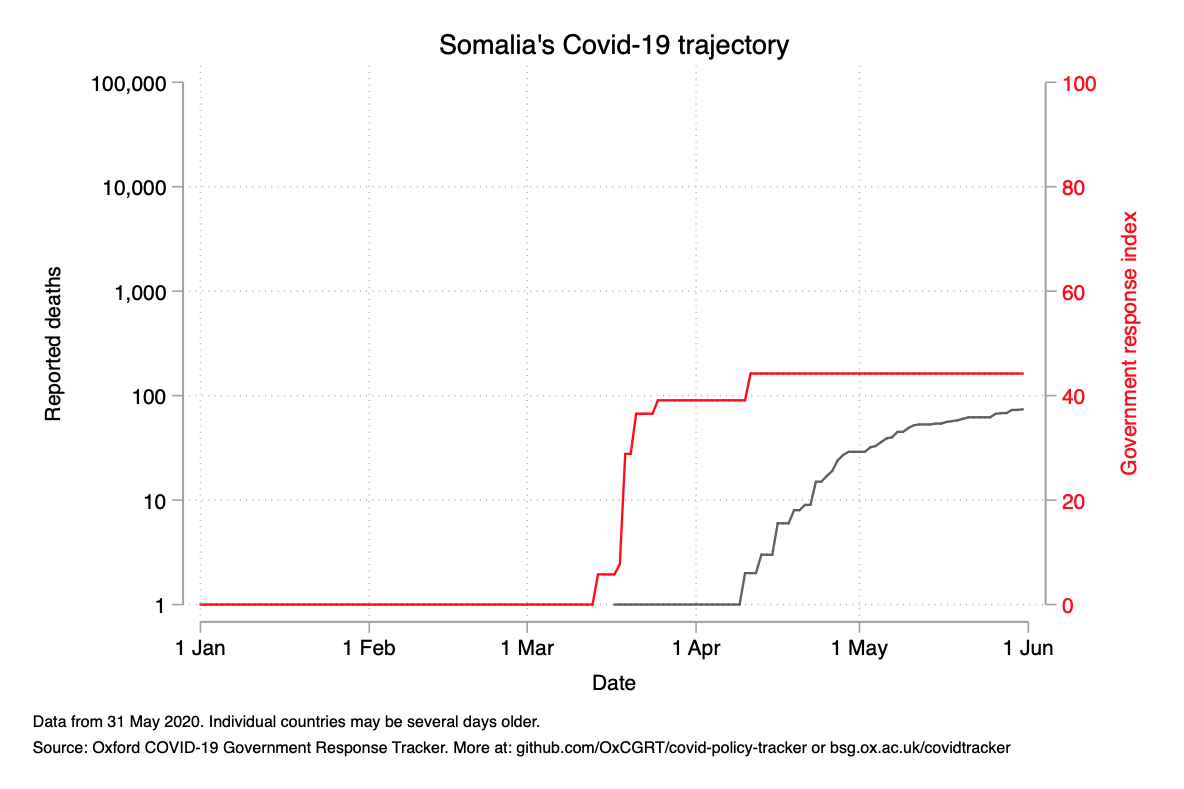 Somalia's Covid-19 trajectory
100,000
10,000
1,000
100
10
1
Reported deaths
100
80
60
40
20
0
Government response index
1 Jan 1 Feb 1 Mar 1 Apr 1 May 1 Jun
Date
Data from 31 May 2020. Individual countries may be several days older.
Source: Oxford COVID-19 Government Response Tracker. More at: github.com/OxCGRT/covid-policy-tracker or bsg.ox.ac.uk/covidtracker